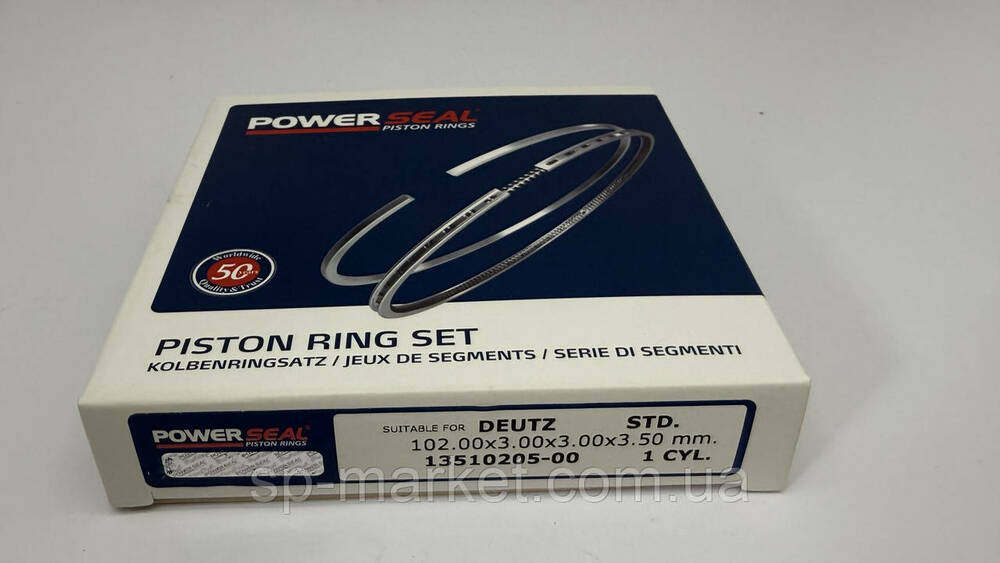 POWER SEAL
PISTON RINGS
Worldwide
50 years
Quality & Trust
PISTON RING SET
KOLBENRINGSATZ / JEUX DE SEGMENTS / SERIE DI SEGMENTI
POWER SEAL
PISTON RINGS
SUITABLE FOR DEUTZ STD.
102.00x3.00x3.00x3.50 mm.
13510205-00 1 CYL.
sp-market.com.ua